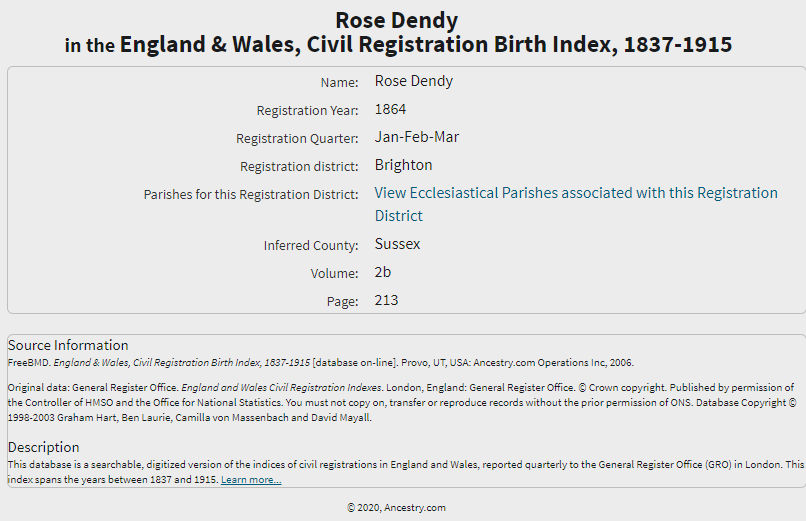 Rose Dendy
in the England & Wales, Civil Registration Birth Index, 1837-1915
Name: Rose Dendy
Registration Year: 1864
Registration Quarter: Jan-Feb-Mar
Registration district: Brighton
Parishes for this Registration District: View Ecclesiastical Parishes associated with this Registration
District
Inferred County: Sussex
Volume: 2b
Page: 213
Source Information
FreeBMD. England & Wales, Civil Registration Birth Index, 1837-1915 [database on-line]. Provo, UT, USA: Ancestry.com Operations Inc, 2006.
Original data: General Register Office. England and Wales Civil Registration Indexes. London, England: General Register Office. © Crown copyright. Published by permission of
the Controller of HMSO and the Office for National Statistics. You must not copy on, transfer or reproduce records without the prior permission of ONS. Database Copyright ©
1998-2003 Graham Hart, Ben Laurie, Camilla von Massenbach and David Mayall.
Description
This database is a searchable, digitized version of the indices of civil registrations in England and Wales, reported quarterly to the General Register Office (GRO) in London. This
index spans the years between 1837 and 1915. Learn more...
© 2020, Ancestry.com